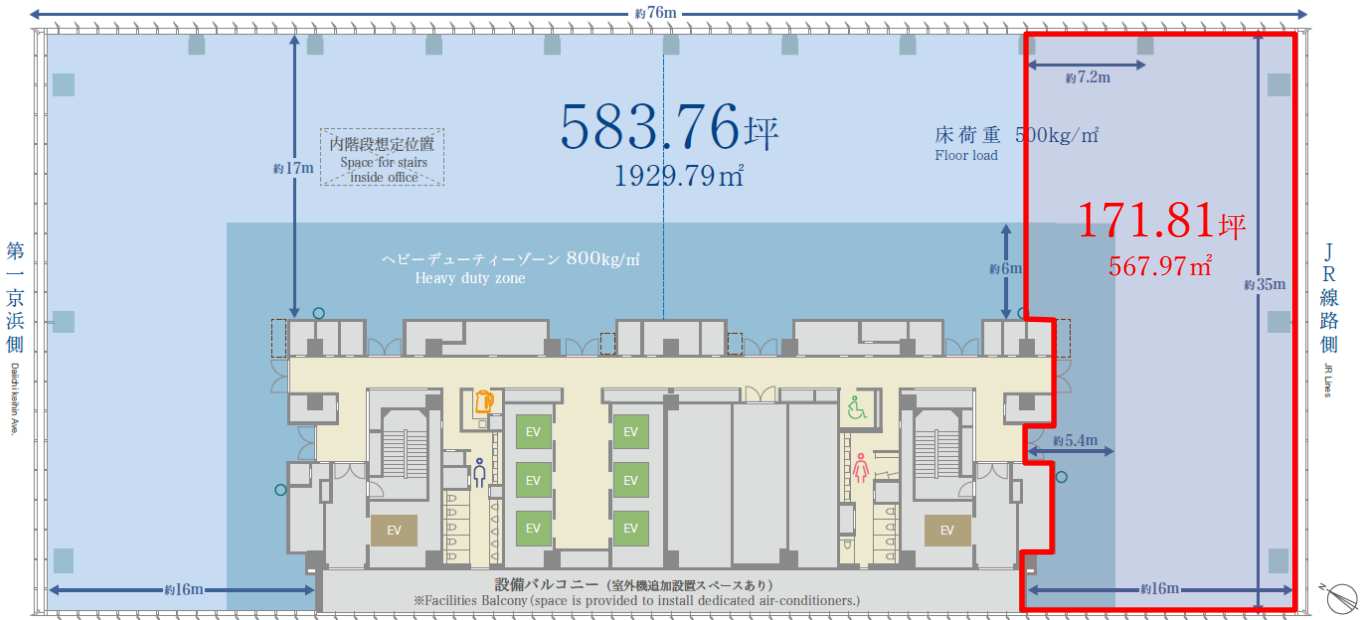 約76m
約7.2m
583.76坪
1929.79㎡
床荷重 500kg/㎡
Floor load
内階段想定位置
Space for stairs
inside office
約17m
171.81坪
567.97㎡
ヘビーデューティーゾーン 800kg/㎡
Heavy duty zone
約6m
約35m
第一京浜側
Daiichi keihin Ave.
JR線路側
JR Lines
EV
EV
EV
EV
EV
EV
EV
EV
約5.4m
約16m
設備バルコニー（室外機追加設置スペースあり）
※Facilities Balcony (space is provided to install dedicated air-conditioners.)
約16m
N